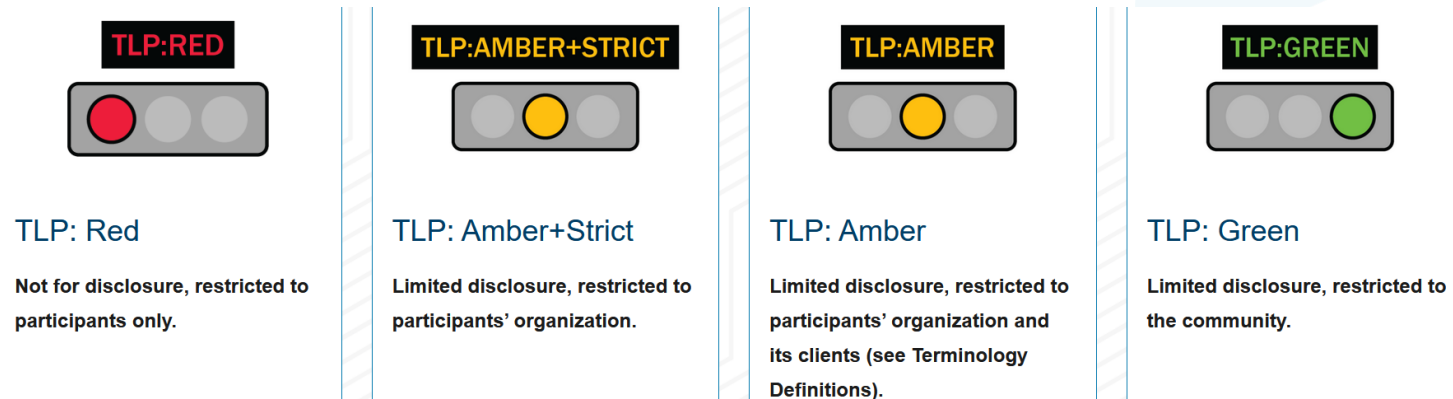 TLP:RED
TLP: Red
Not for disclosure, restricted to
participants only.
TLP:AMBER+STRICT
TLP: Amber+Strict
Limited disclosure, restricted to
participants’ organization.
TLP:AMBER
TLP: Amber
Limited disclosure, restricted to
participants’ organization and
its clients (see Terminology
Definitions).
TLP:GREEN
TLP: Green
Limited disclosure, restricted to
the community.